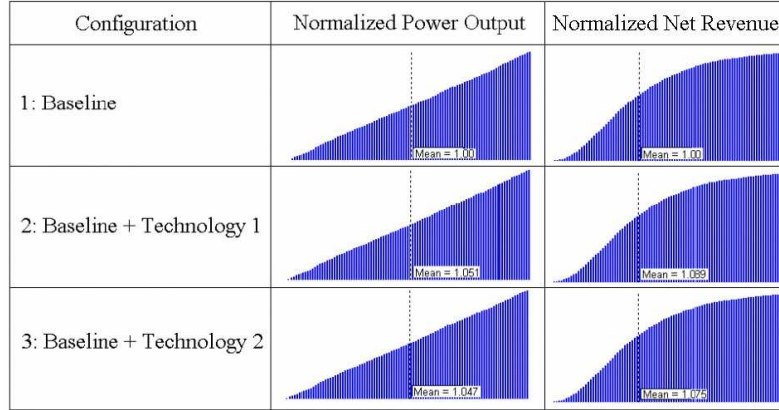 Configuration
Normalized Power Output
Normalized Net Revenue
1: Baseline
Mean = 1.00
Mean = 1.00
2: Baseline + Technology 1
Mean = 1.051
Mean = 1.089
3: Baseline + Technology 2
Mean = 1.047
Mean = 1.075